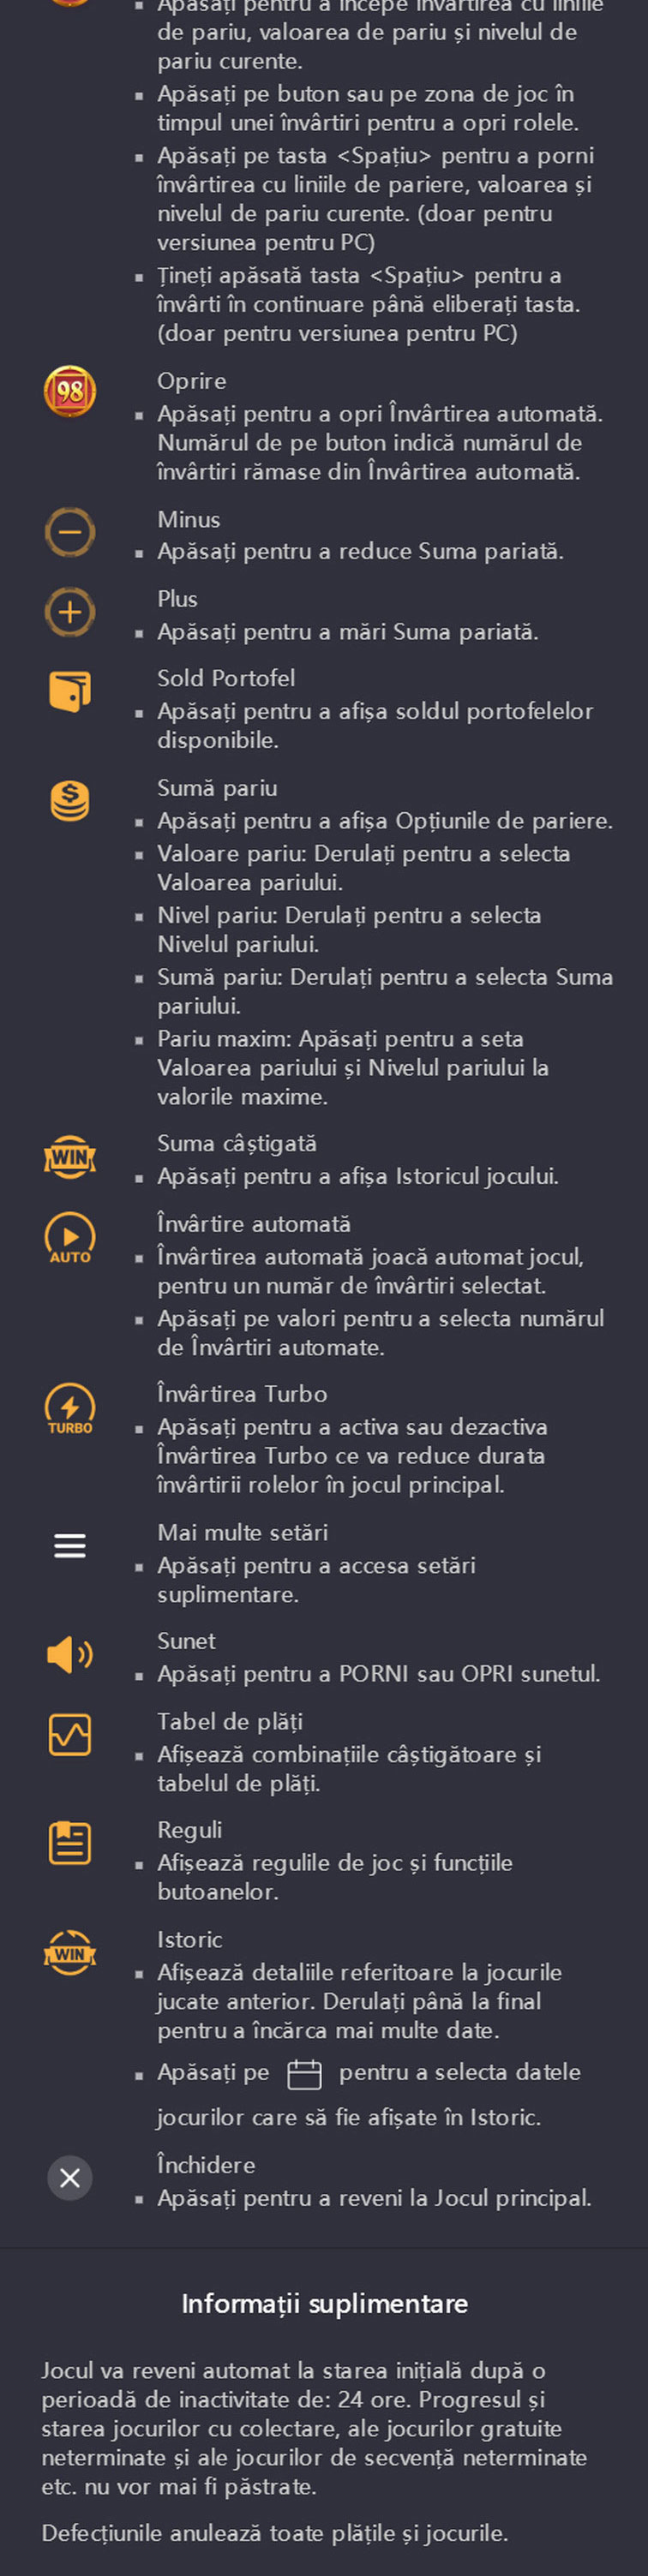 Apăsați pentru a începe învârtirea cu liniile
de pariu, valoarea de pariu și nivelul de
pariu curente.
Apăsați pe buton sau pe zona de joc în
timpul unei învârtiri pentru a opri rolele.
Apăsați pe tasta <Spațiu> pentru a porni
învârtirea cu liniile de pariere, valoarea și
nivelul de pariu curente. (doar pentru
versiunea pentru PC)
Țineți apăsată tasta <Spațiu> pentru a
învârti în continuare până eliberați tasta.
(doar pentru versiunea pentru PC)
98
Oprire
Apăsați pentru a opri Învârtirea automată.
Numărul de pe buton indică numărul de
învârtiri rămase din Învârtirea automată.
Minus
Apăsați pentru a reduce Suma pariată.
Plus
Apăsați pentru a mări Suma pariată.
Sold Portofel
Apăsați pentru a afișa soldul portofelelor
disponibile.
Sumă pariu
Apăsați pentru a afișa Opțiunile de pariere.
Valoare pariu: Derulați pentru a selecta
Valoarea pariului.
Nivel pariu: Derulați pentru a selecta
Nivelul pariului.
Sumă pariu: Derulați pentru a selecta Suma
pariului.
Pariu maxim: Apăsați pentru a seta
Valoarea pariului și Nivelul pariului la
valorile maxime.
WIN
Suma câștigată
Apăsați pentru a afișa Istoricul jocului.
AUTO
Învârtire automată
Învârtirea automată joacă automat jocul,
pentru un număr de învârtiri selectat.
Apăsați pe valori pentru a selecta numărul
de Învârtiri automate.
TURBO
Învârtirea Turbo
Apăsați pentru a activa sau dezactiva
Învârtirea Turbo ce va reduce durata
învârtirii rolelor în jocul principal.
Mai multe setări
Apăsați pentru a accesa setări
suplimentare.
Sunet
Apăsați pentru a PORNI sau OPRI sunetul.
Tabel de plăți
Afișează combinațiile câștigătoare și
tabelul de plăți.
Reguli
Afișează regulile de joc și funcțiile
butoanelor.
WIN
Istoric
Afișează detaliile referitoare la jocurile
jucate anterior. Derulați până la final
pentru a încărca mai multe date.
Apăsați pe pentru a selecta datele
jocurilor care să fie afișate în Istoric.
Închidere
Apăsați pentru a reveni la Jocul principal.
Informații suplimentare
Jocul va reveni automat la starea inițială după o
perioadă de inactivitate de: 24 ore. Progresul și
starea jocurilor cu colectare, ale jocurilor gratuite
neterminate și ale jocurilor de secvență neterminate
etc. nu vor mai fi păstrate.
Defecțiunile anulează toate plățile și jocurile.